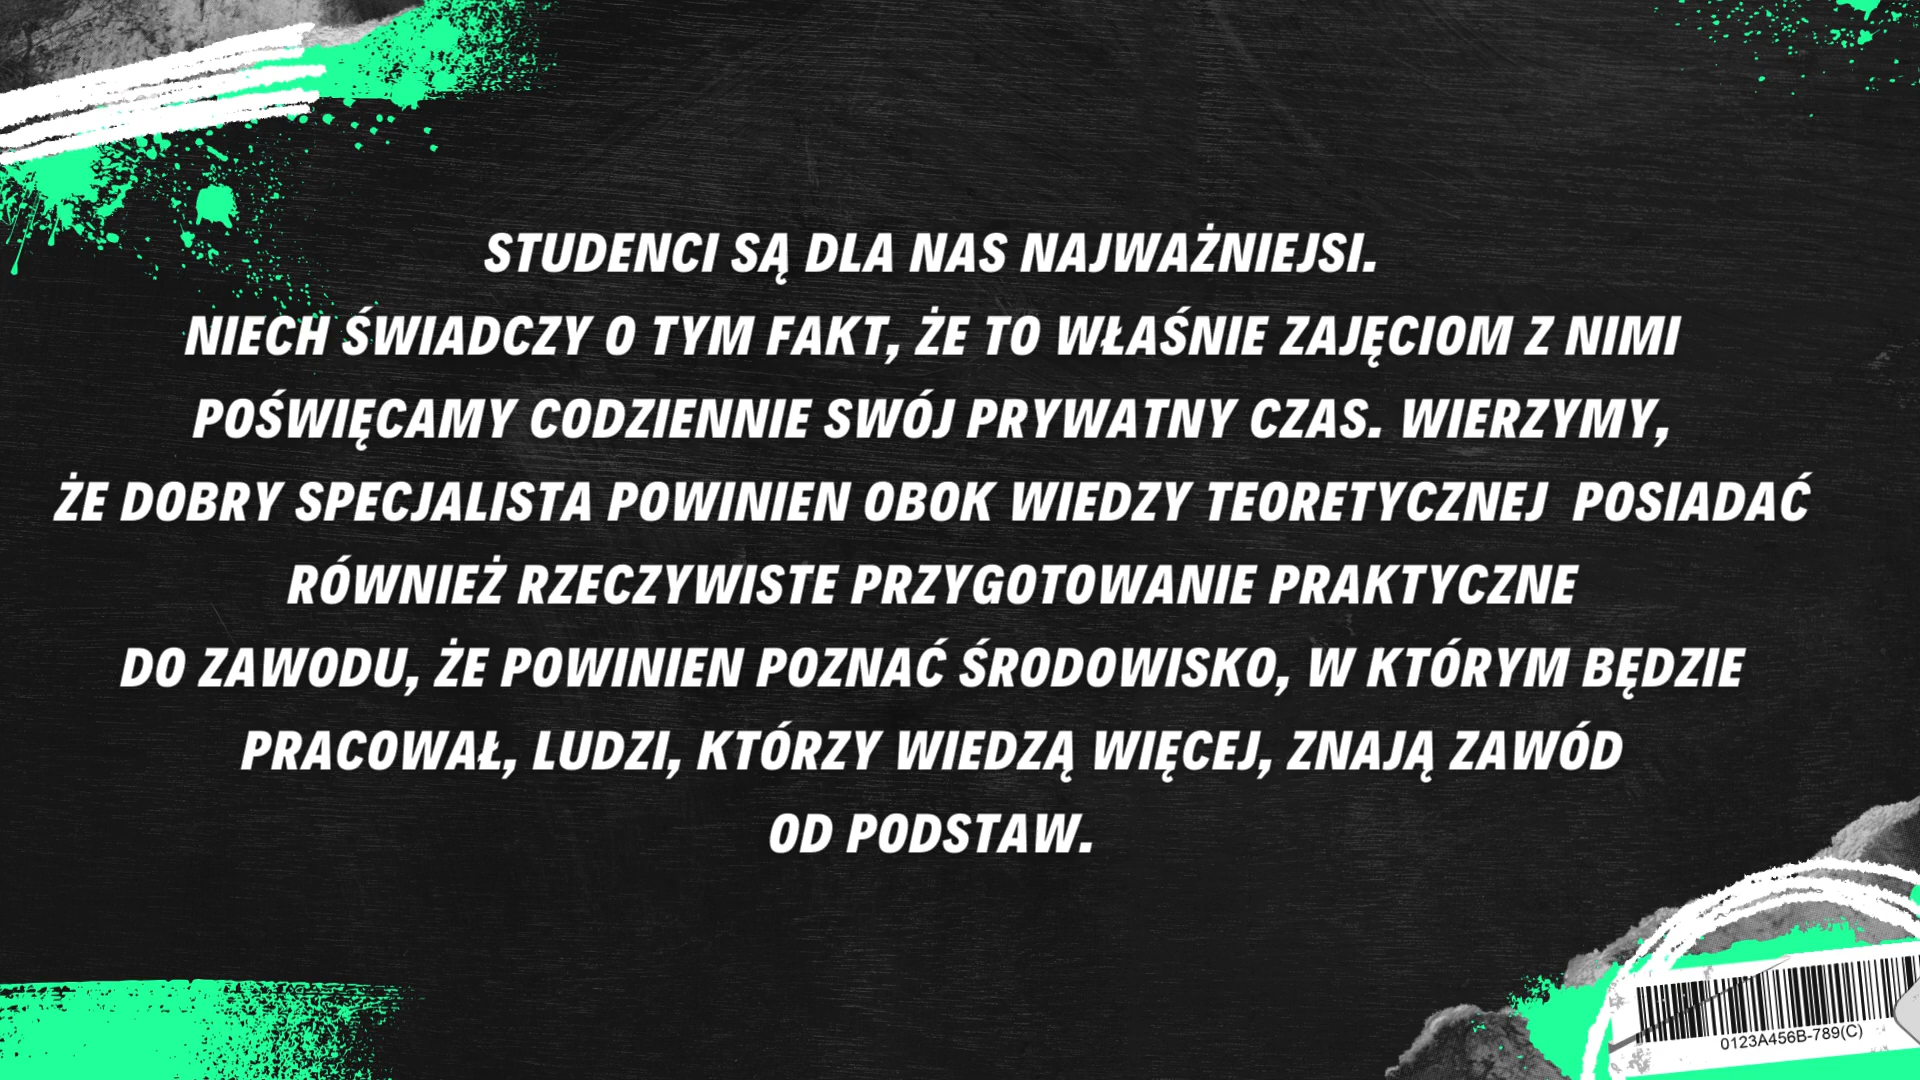 STUDENCI SĄ DLA NAS NAJWAŻNIEJSI.
NIECH ŚWIADCZY O TYM FAKT, ŻE TO WŁAŚNIE ZAJĘCIOM Z NIMI
POŚWIĘCAMY CODZIENNIE SWÓJ PRYWATNY CZAS. WIERZYMY,
ŻE DOBRY SPECJALISTA POWINIEN OBOK WIEDZY TEORETYCZNEJ POSIADAĆ
RÓWNIEŻ RZECZYWISTE PRZYGOTOWANIE PRAKTYCZNE
DO ZAWODU, ŻE POWINIEN POZNAĆ ŚRODOWISKO, W KTÓRYM BĘDZIE
PRACOWAŁ, LUDZI, KTÓRZY WIEDZĄ WIĘCEJ, ZNAJĄ ZAWÓD
OD PODSTAW.
0123A456B-789(C)